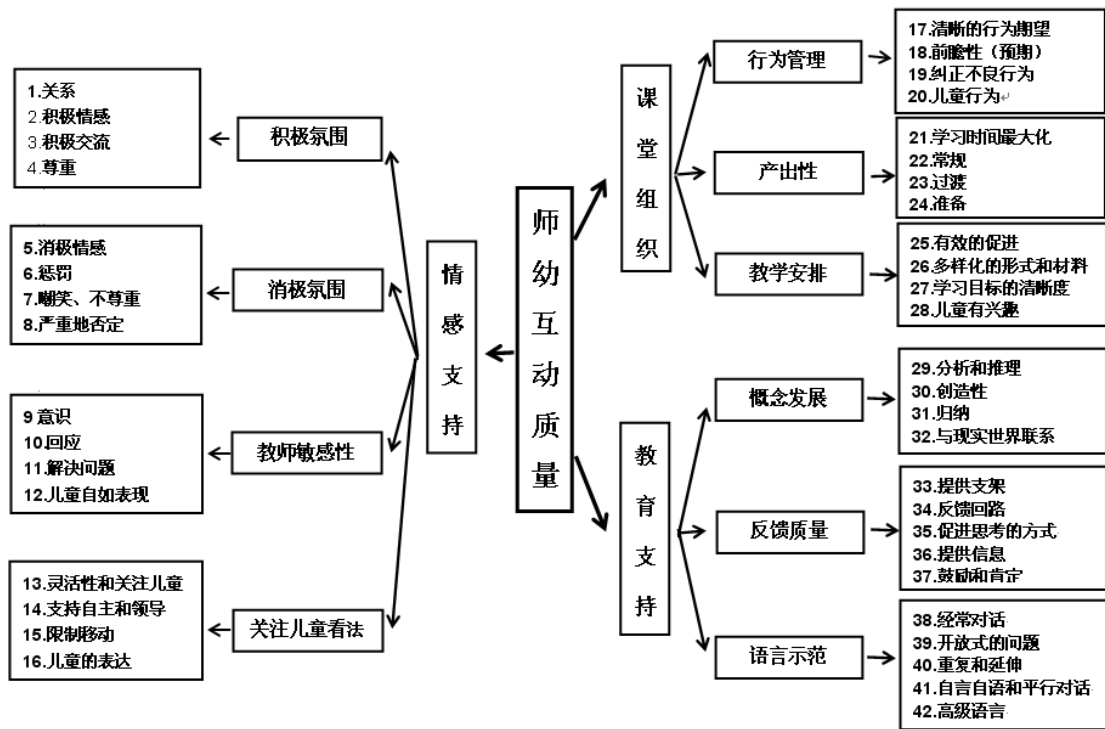 师幼互动质量
情感支持
积极氛围
1.关系
2.积极情感
3.积极交流
4.尊重
消极氛围
5.消极情感
6.惩罚
7.嘲笑、不尊重
8.严重地否定
教师敏感性
9意识
10.回应
11.解决问题
12.儿童自如表现
关注儿童看法
13.灵活性和关注儿童
14.支持自主和领导
15.限制移动
16.儿童的表达
课堂组织
行为管理
17.清晰的行为期望
18.前瞻性（预期）
19.纠正不良行为
20.儿童行为↵
产出性
21.学习时间最大化
22.常规
23.过渡
24.准备
教学安排
25.有效的促进
26.多样化的形式和材料
27.学习目标的清晰度
28.儿童有兴趣
教育支持
概念发展
29.分析和推理
30.创造性
31.归纳
32.与现实世界联系
反馈质量
33.提供支架
34.反馈回路
35.促进思考的方式
36.提供信息
37.鼓励和肯定
语言示范
38.经常对话
39.开放式的问题
40.重复和延伸
41.自言自语和平行对话
42.高级语言